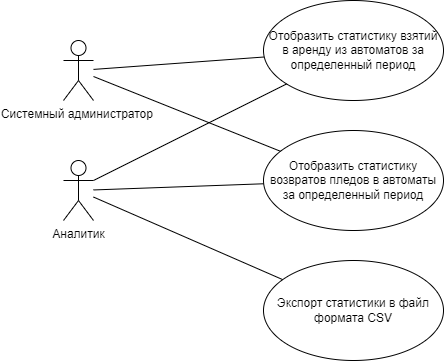 Отобразить статистику взятий
в аренду из автоматов за
определенный период
Системный администратор
Отобразить статистику
возвратов пледов в автоматы
за определенный период
Аналитик
Экспорт статистики в файл
формата CSV